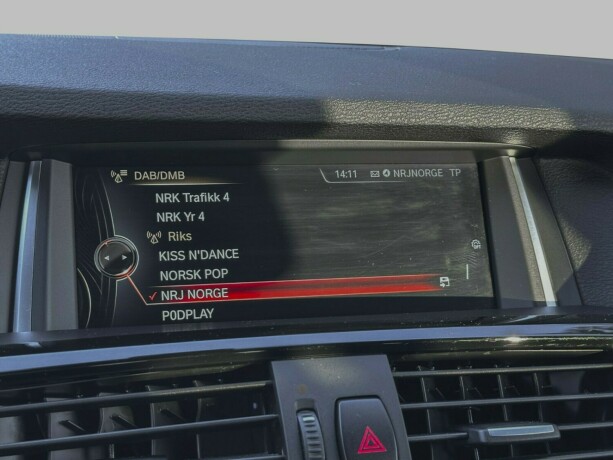 DAB/DMB
14:11 NRJNORGE TP
NRK Trafikk 4
NRK Yr 4
Riks
KISS N'DANCE
NORSK POP
NRJ NORGE
P0DPLAY